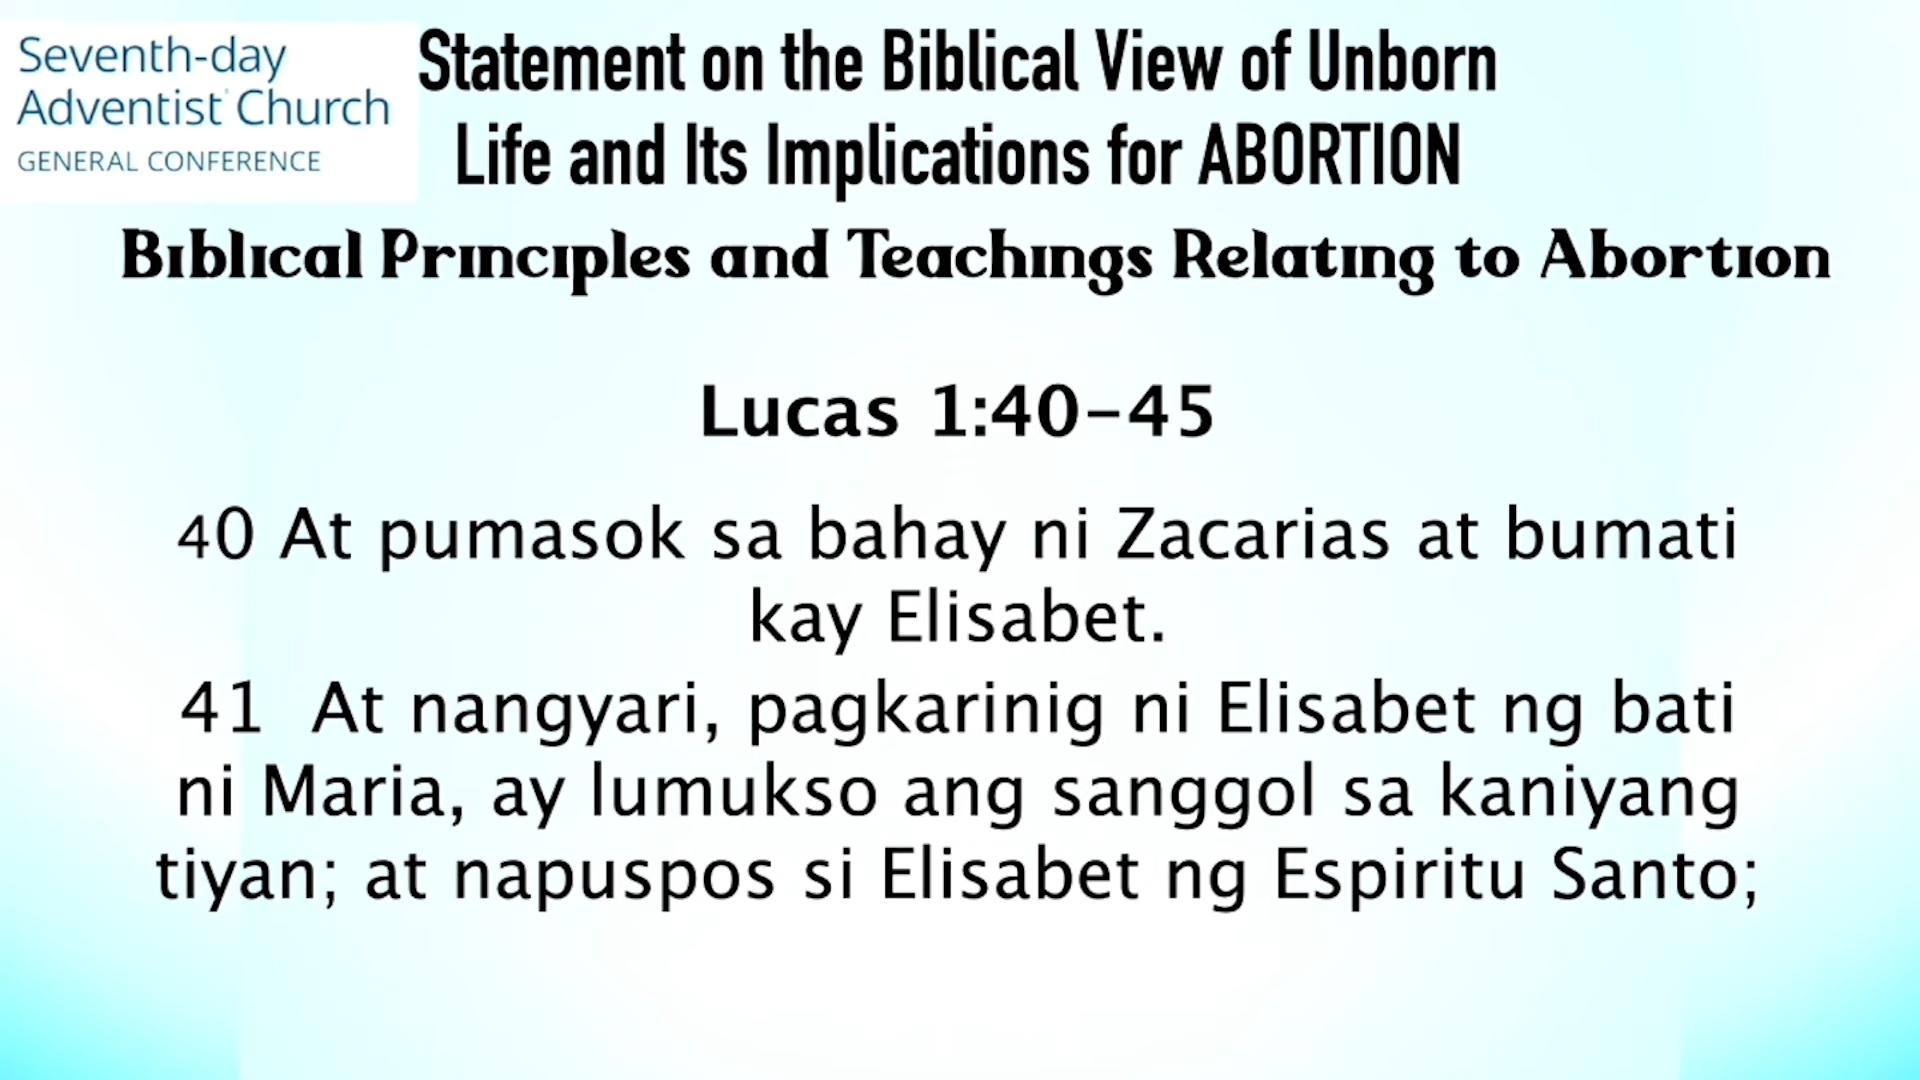 Seventh-day
Adventist Church
GENERAL CONFERENCE
Statement on the Biblical View of Unborn
Life and Its Implications for ABORTION
Biblical Principles and Teachings Relating to Abortion
Lucas 1:40-45
40 At pumasok sa bahay ni Zacarias at bumati
kay Elisabet.
41 At nangyari, pagkarinig ni Elisabet ng bati
ni Maria, ay lumukso ang sanggol sa kaniyang
tiyan; at napuspos si Elisabet ng Espiritu Santo;